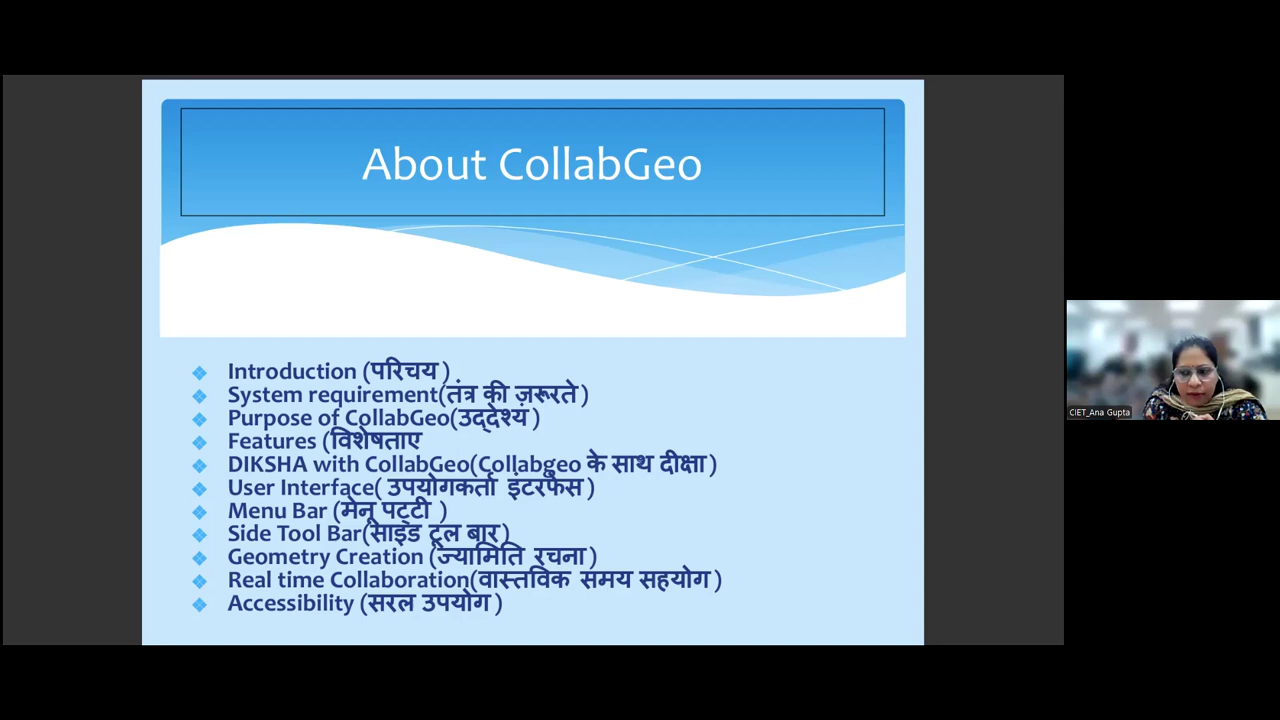 About CollabGeo
Introduction (परिचय )
System requirement(तंत्र की ज़रूरते )
Purpose of CollabGeo(उद्देश्य )
Features (विशेषताए
DIKSHA with CollabGeo(Collabgeo के साथ दीक्षा )
User Interface( उपयोगकर्ता इंटरफेस )
Menu Bar (मेनू पट्टी )
Side Tool Bar(साइड टूल बार)
Geometry Creation (ज्यामिति रचना )
Real time Collaboration(वास्तविक समय सहयोग )
Accessibility (सरल उपयोग )
CIET_Ana Gupta